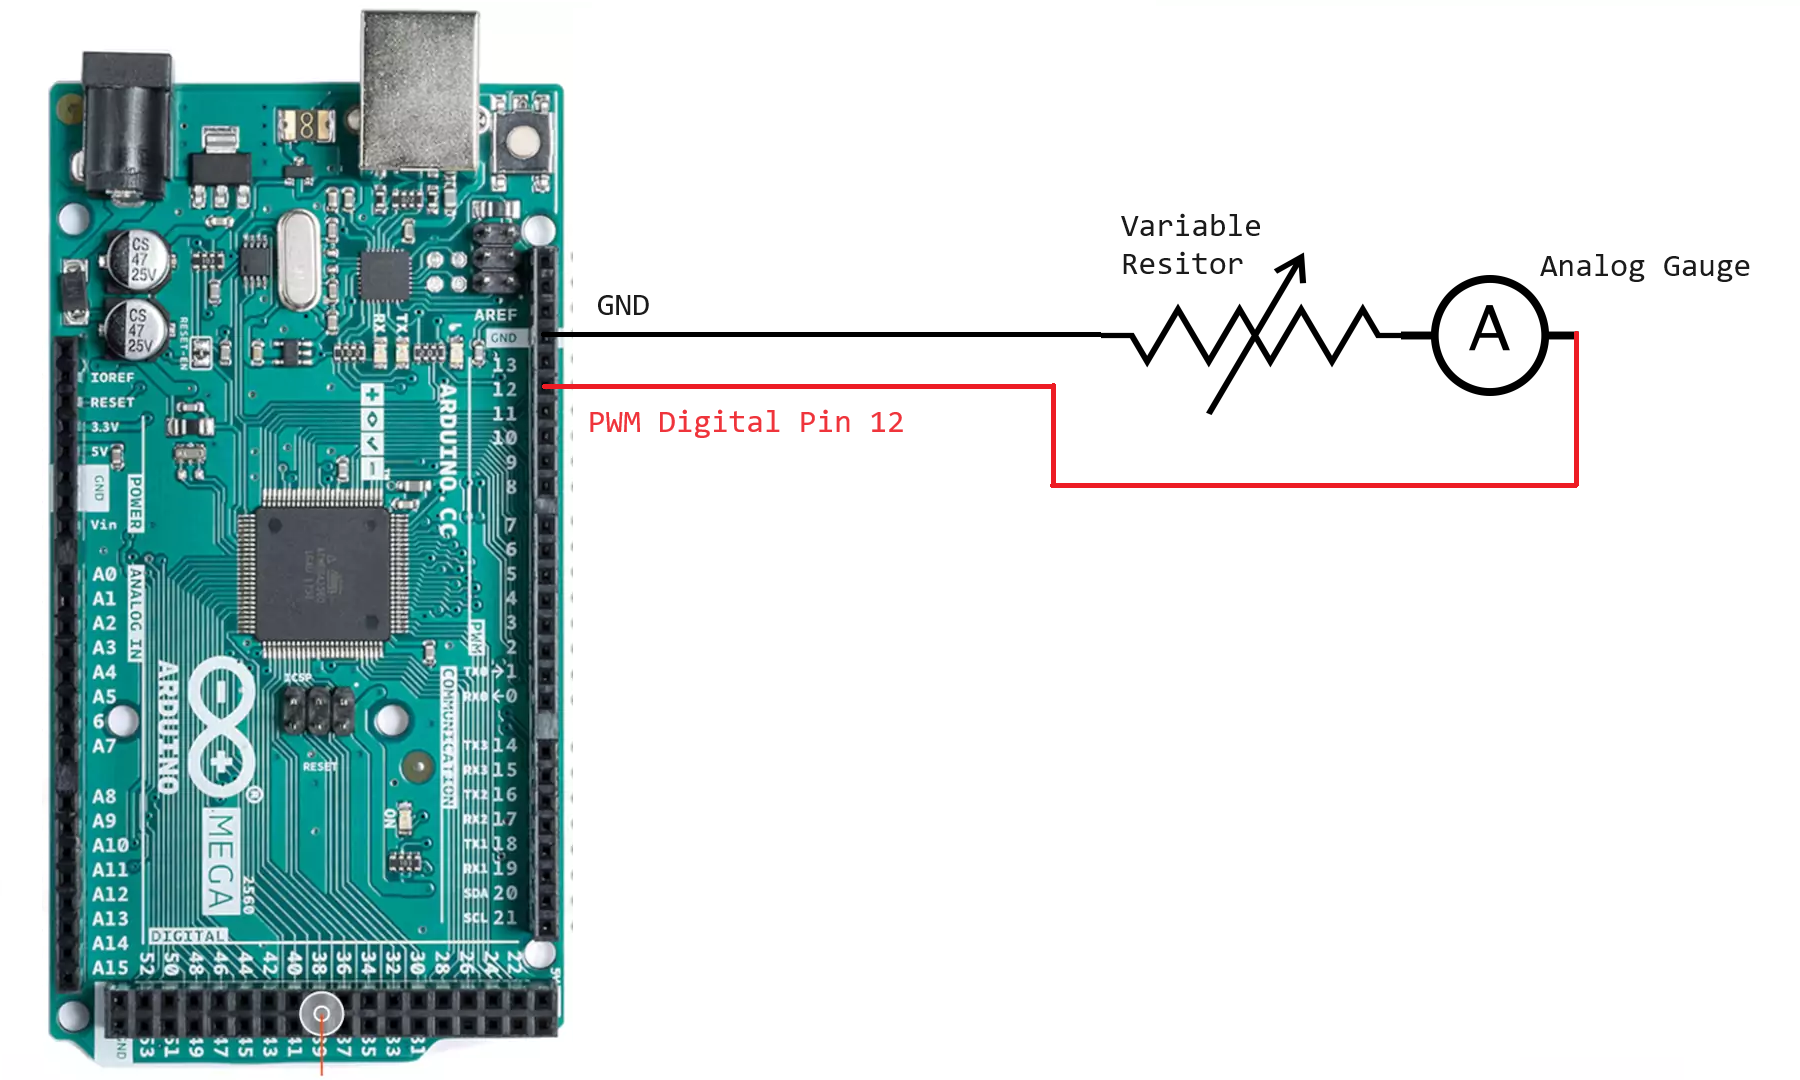 Variable
Resitor
Analog Gauge
A
GND
PWM Digital Pin 12
CS
47
25V
CS
47
25V
RESET-EN
RX
TX
L
AREF
GND
13
12
11
10
9
8
7
6
5
4
3
2
TX0→1
RX0←0
TX3 14
RX3 15
TX2 16
RX2 17
TX1 18
RX1 19
SDA 20
SCL 21
IOREF
RESET
3.3V
5V
GND
Vin
POWER
A0
A1
A2
A3
A4
A5
6
A7
A8
A9
A10
A11
A12
A13
A14
A15
ANALOG IN
ARDUINO.CC
PWM
COMMUNICATION
ICSP
RESET
ON
ARDUINO
®
MEGA
2560
DIGITAL
52 50 48 46 44 42 40 38 36 34 32 30 28 26 24 22
GND 53 51 49 47 45 43 41 39 37 35 33 31